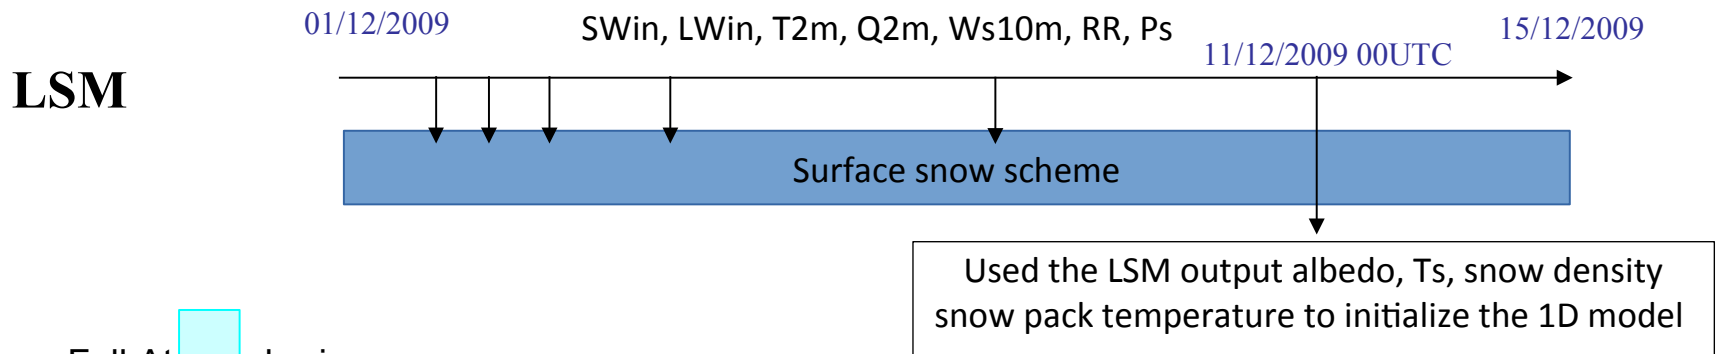 01/12/2009
SWin, LWin, T2m, Q2m, Ws10m, RR, Ps
15/12/2009
11/12/2009 00UTC
LSM
Surface snow scheme
Used the LSM output albedo, Ts, snow density
snow pack temperature to initialize the 1D model